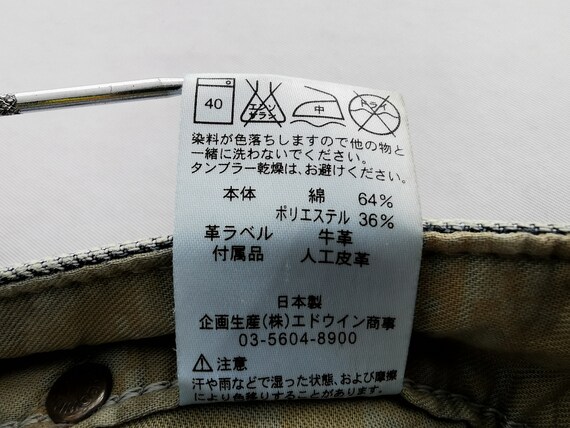 40 エンソ サラシ 中 ドライ
染料が色落ちしますので他の物と
一緒に洗わないでください。
タンブラー乾燥は、お避けください。
本体 綿 64%
ポリエステル 36%
革ラベル 牛革
付属品 人工皮革
日本製
企画生産(株)エドウイン商事
03-5604-8900
⚠注意
汗や雨などで湿った状態、および摩擦
により色移りすることがあります。